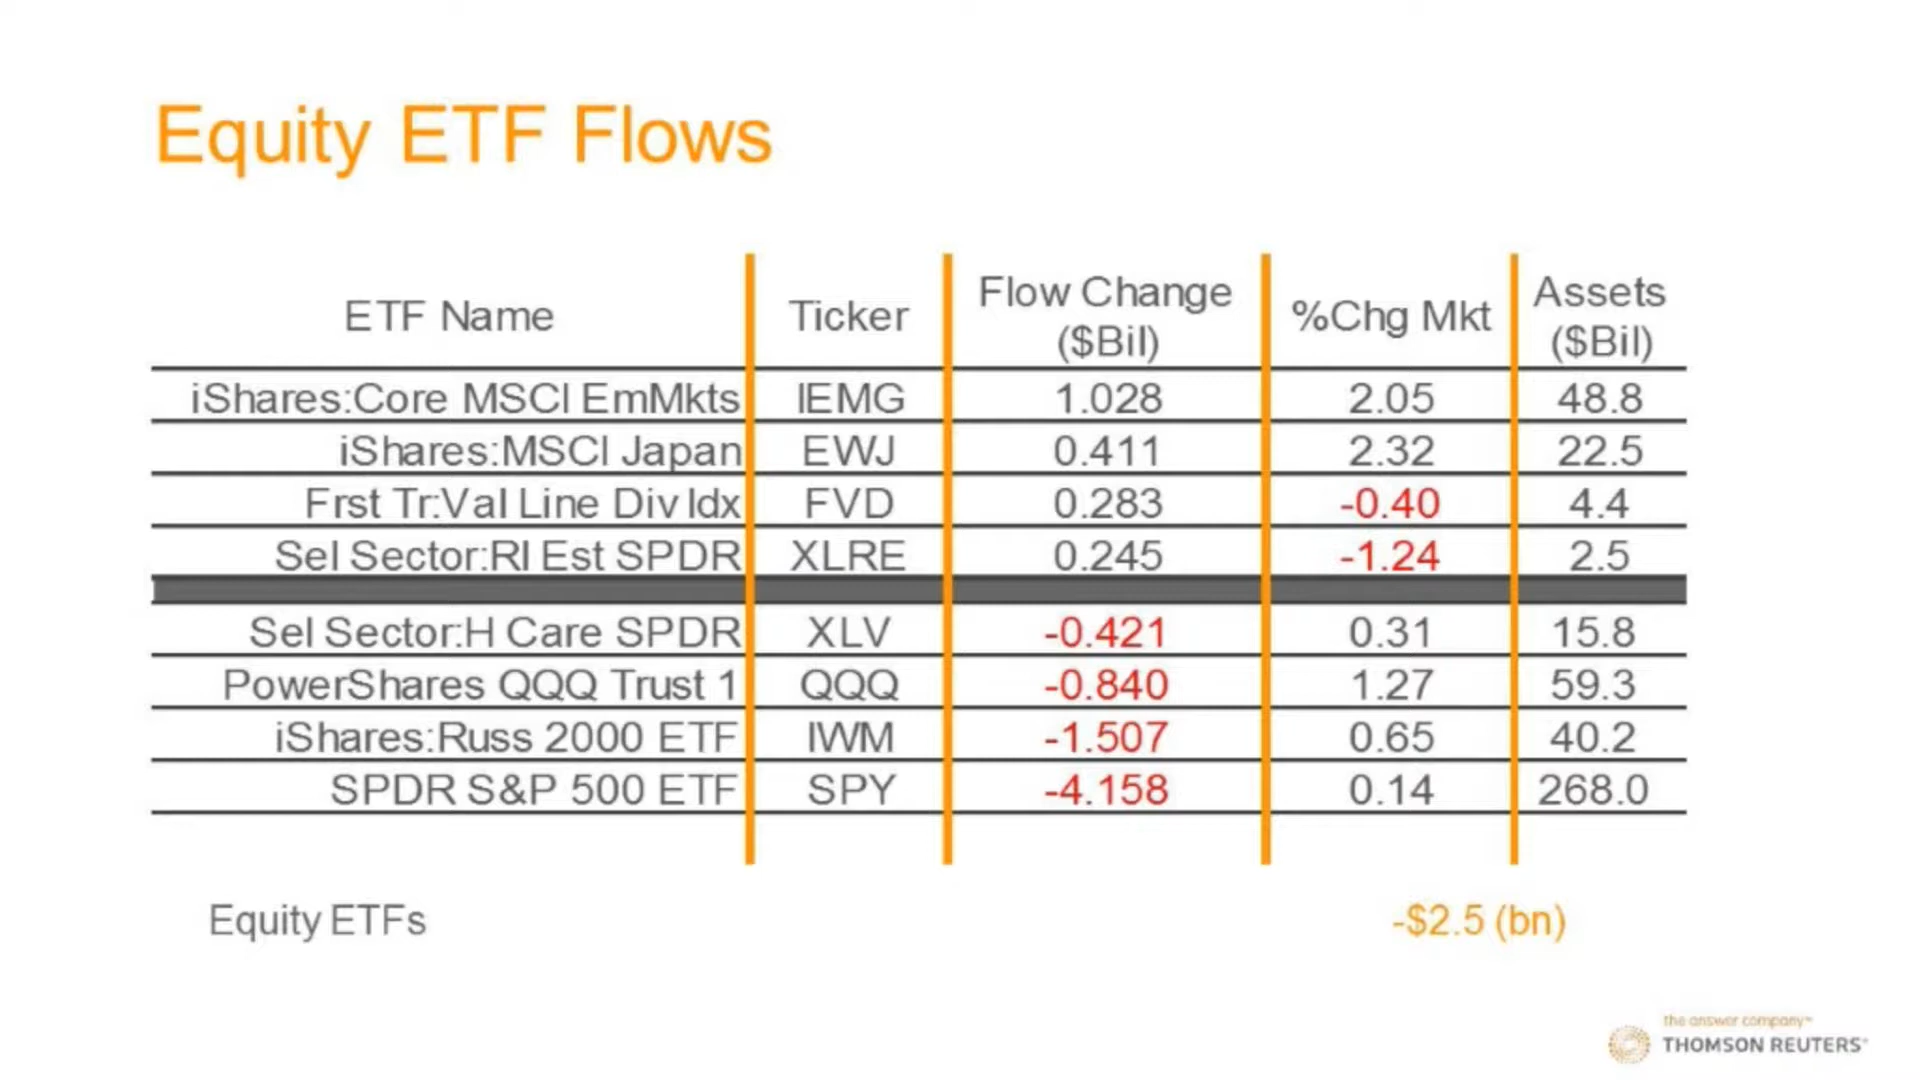 Equity ETF Flows
ETF Name Ticker Flow Change ($Bil) %Chg Mkt Assets ($Bil)
iShares:Core MSCI EmMkts IEMG 1.028 2.05 48.8
iShares:MSCI Japan EWJ 0.411 2.32 22.5
Frst Tr:Val Line Div Idx FVD 0.283 -0.40 4.4
Sel Sector:Rl Est SPDR XLRE 0.245 -1.24 2.5
Sel Sector:H Care SPDR XLV -0.421 0.31 15.8
PowerShares QQQ Trust 1 QQQ -0.840 1.27 59.3
iShares:Russ 2000 ETF IWM -1.507 0.65 40.2
SPDR S&P 500 ETF SPY -4.158 0.14 268.0
Equity ETFs -$2.5 (bn)
the answer company™
THOMSON REUTERS®